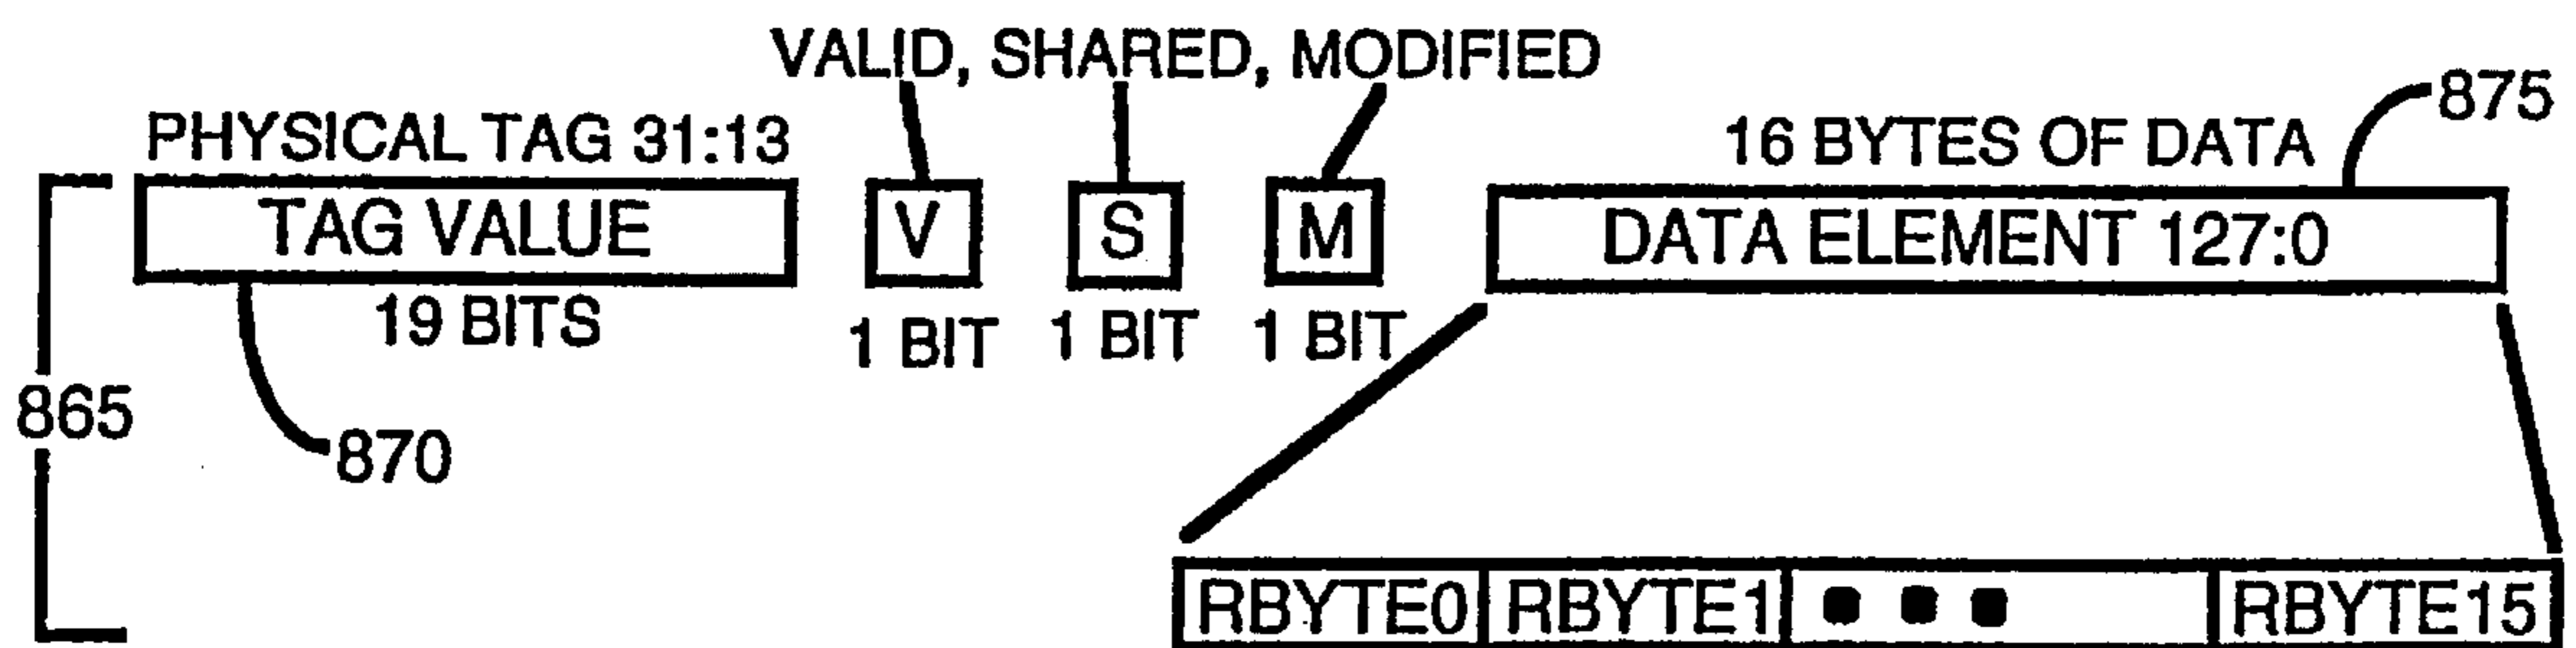 VALID, SHARED, MODIFIED
875
PHYSICAL TAG 31:13
16 BYTES OF DATA
TAG VALUE
V
S
M
DATA ELEMENT 127:0
19 BITS
1 BIT
1 BIT
1 BIT
865
870
RBYTE0
RBYTE1
RBYTE15